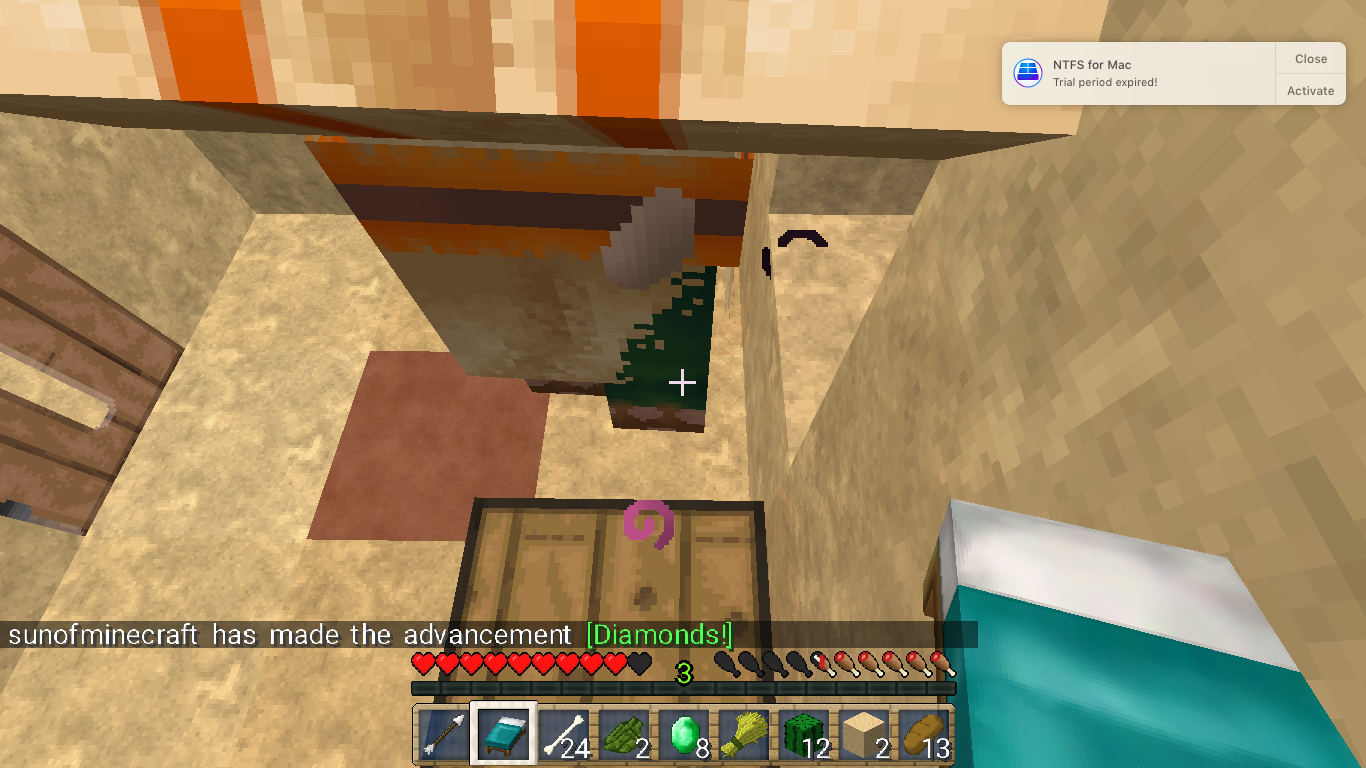 NTFS for Mac
Trial period expired!
Close
Activate
sunofminecraft has made the advancement [Diamonds!]
3
24 2 8 12 2 13